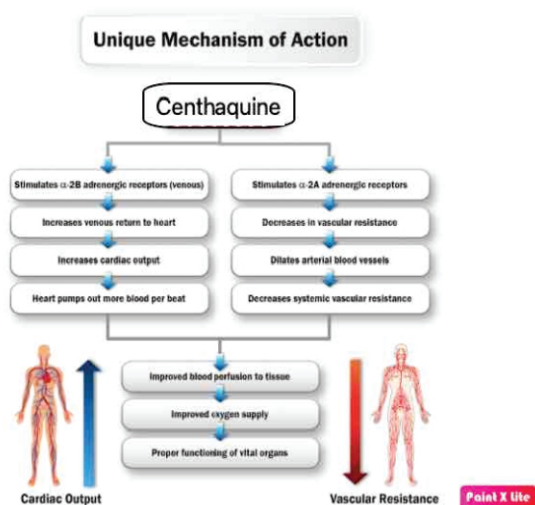 Unique Mechanism of Action
Centhaquine
Stimulates α-2B adrenergic receptors (venous)
Increases venous return to heart
Increases cardiac output
Heart pumps out more blood per beat
Stimulates α-2A adrenergic receptors
Decreases in vascular resistance
Dilates arterial blood vessels
Decreases systemic vascular resistance
Improved blood perfusion to tissue
Improved oxygen supply
Proper functioning of vital organs
Cardiac Output
Vascular Resistance
Paint X lite